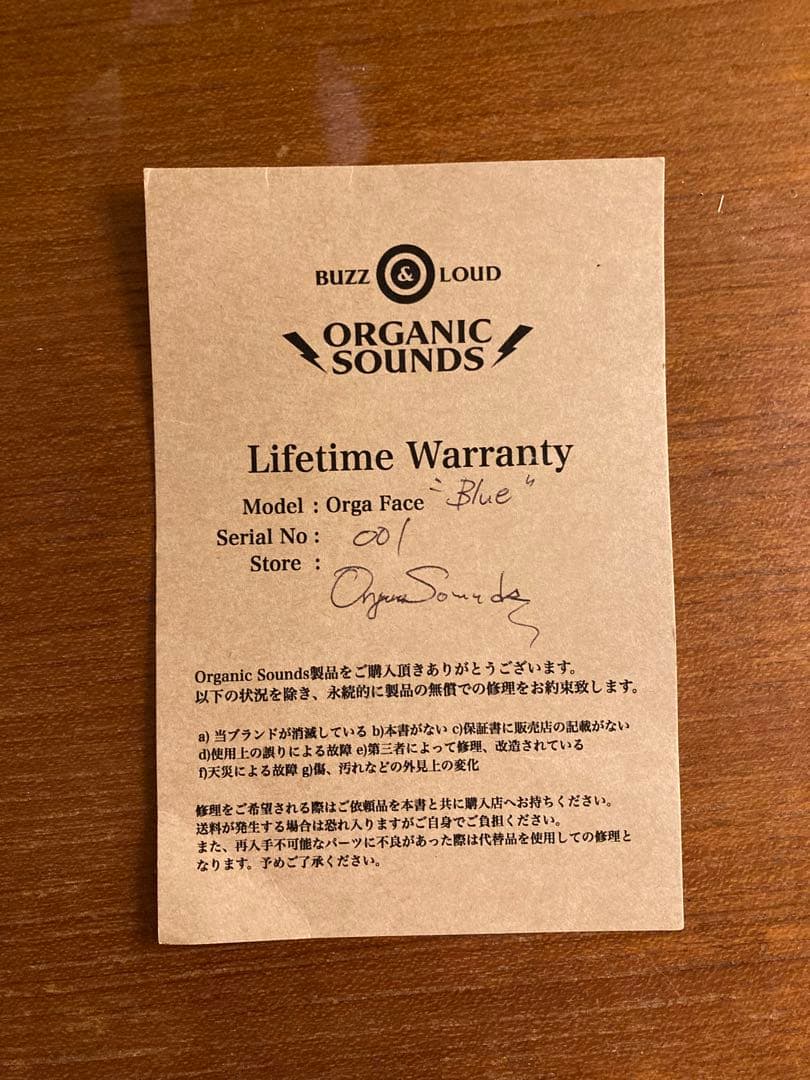 BUZZ & LOUD
ORGANIC
SOUNDS
Lifetime Warranty
Model : Orga Face "Blue"
Serial No : 001
Store : Organic Sounds
Organic Sounds製品をご購入頂きありがとうございます。
以下の状況を除き、永続的に製品の無償での修理をお約束致します。
a) 当ブランドが消滅している b)本書がない c)保証書に販売店の記載がない
d)使用上の誤りによる故障 e)第三者によって修理、改造されている
f)天災による故障 g)傷、汚れなどの外見上の変化
修理をご希望される際はご依頼品を本書と共に購入店へお持ちください。
送料が発生する場合は恐れ入りますがご自身でご負担ください。
また、再入手不可能なパーツに不良があった際は代替品を使用しての修理と
なります。予めご了承ください。